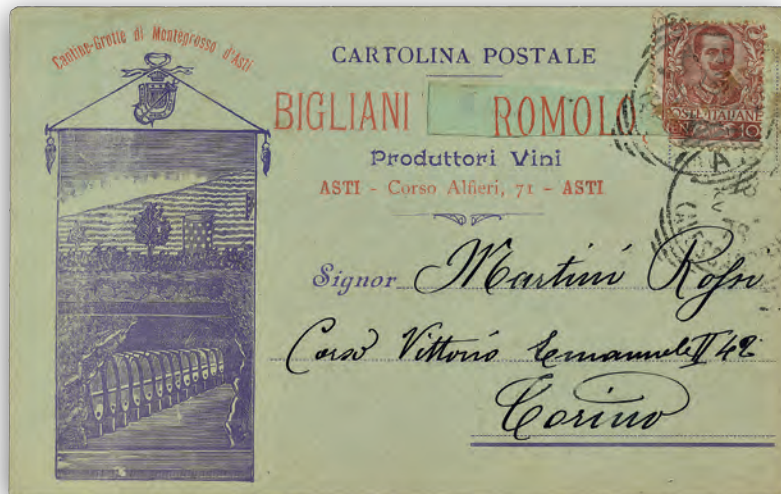 Cantine-Grotte di Montegrosso d'Asti
CARTOLINA POSTALE
BIGLIANI ROMOLO
Produttori Vini
ASTI - Corso Alfieri, 71 - ASTI
POSTE ITALIANE
10
Signor Martini Rossi
Corso Vittorio Emanuele II 42
Torino